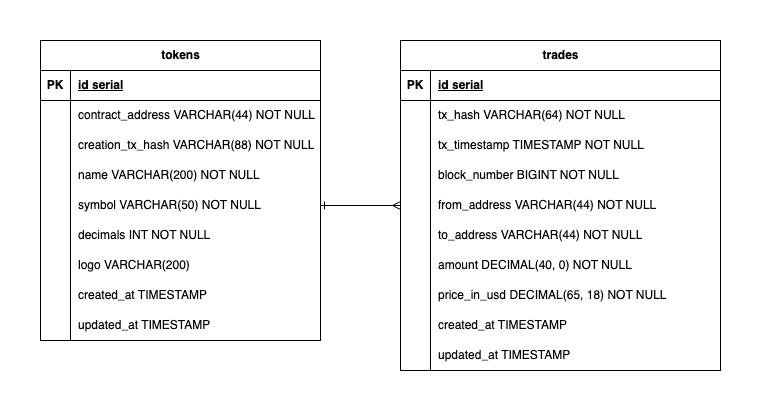 tokens
PK id serial
contract_address VARCHAR(44) NOT NULL
creation_tx_hash VARCHAR(88) NOT NULL
name VARCHAR(200) NOT NULL
symbol VARCHAR(50) NOT NULL
decimals INT NOT NULL
logo VARCHAR(200)
created_at TIMESTAMP
updated_at TIMESTAMP
trades
PK id serial
tx_hash VARCHAR(64) NOT NULL
tx_timestamp TIMESTAMP NOT NULL
block_number BIGINT NOT NULL
from_address VARCHAR(44) NOT NULL
to_address VARCHAR(44) NOT NULL
amount DECIMAL(40, 0) NOT NULL
price_in_usd DECIMAL(65, 18) NOT NULL
created_at TIMESTAMP
updated_at TIMESTAMP